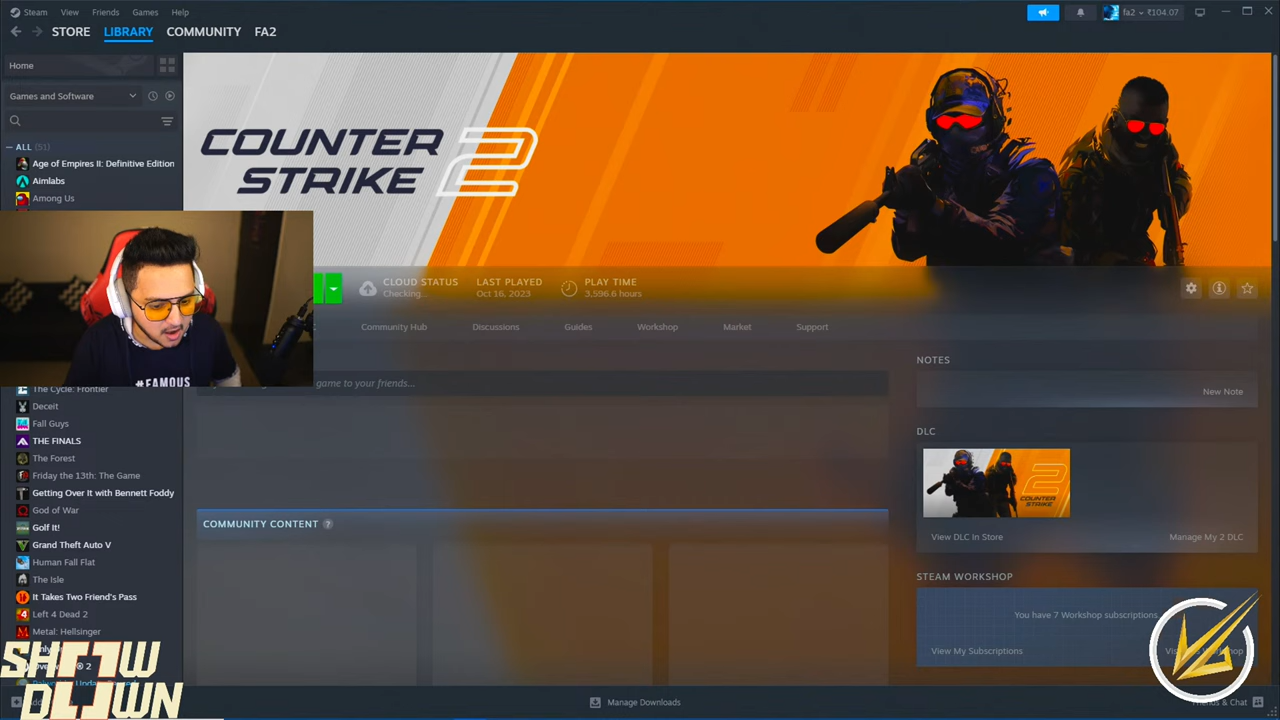 Steam View Friends Games Help
fa2 ₹104.07
STORE LIBRARY COMMUNITY FA2
Home
Games and Software
ALL (51)
Age of Empires II: Definitive Edition
Aimlabs
Among Us
COUNTER
STRIKE 2
CLOUD STATUS
Checking...
LAST PLAYED
Oct 16, 2023
PLAY TIME
3,596.6 hours
Community Hub Discussions Guides Workshop Market Support
game to your friends...
#FAMOUS
The Cycle: Frontier
Deceit
Fall Guys
THE FINALS
The Forest
Friday the 13th: The Game
Getting Over It with Bennett Foddy
God of War
Golf It!
Grand Theft Auto V
Human Fall Flat
The Isle
It Takes Two Friend's Pass
Left 4 Dead 2
Metal: Hellsinger
COMMUNITY CONTENT ?
NOTES
New Note
DLC
COUNTER
STRIKE 2
View DLC In Store Manage My 2 DLC
STEAM WORKSHOP
You have 7 Workshop subscriptions.
View My Subscriptions
SHOW
DOWN
Manage Downloads
Friends & Chat